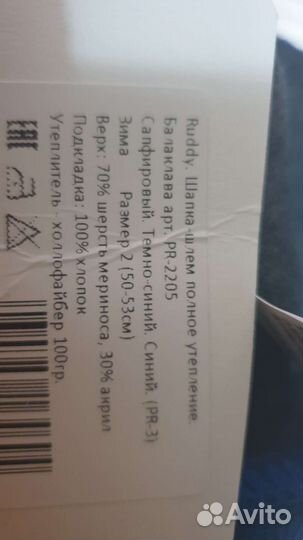 Ruddy. Шапка-шлем полное утепление.
Балаклава арт. PR-2205
Сапфировый. Темно-синий. Синий. (PR-3)
Зима Размер 2 (50-53см)
Верх: 70% шерсть мериноса, 30% акрил
Подкладка: 100% хлопок
Утеплитель - холлофайбер 100гр.
EAC
Avito